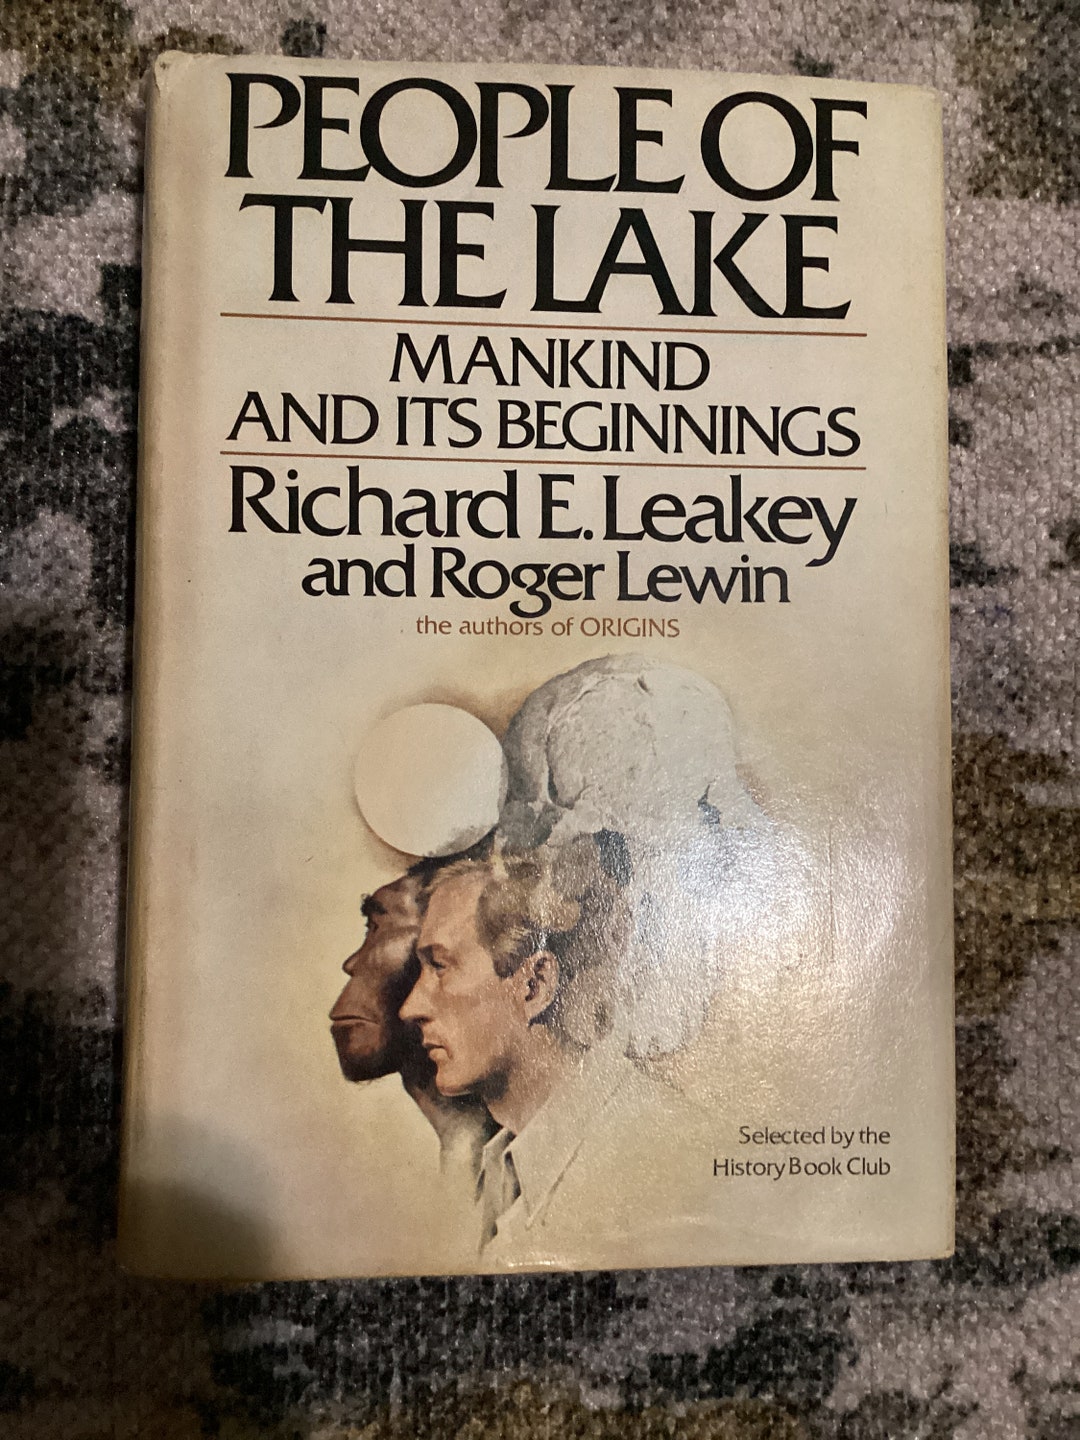 PEOPLE OF
THE LAKE
MANKIND
AND ITS BEGINNINGS
Richard E. Leakey
and Roger Lewin
the authors of ORIGINS
Selected by the
History Book Club